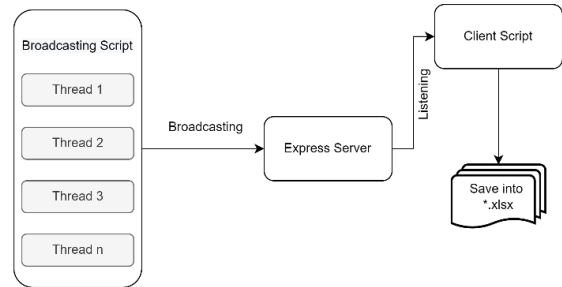 Broadcasting Script
Thread 1
Thread 2
Thread 3
Thread n
Broadcasting
Express Server
Listening
Client Script
Save into
*.xlsx